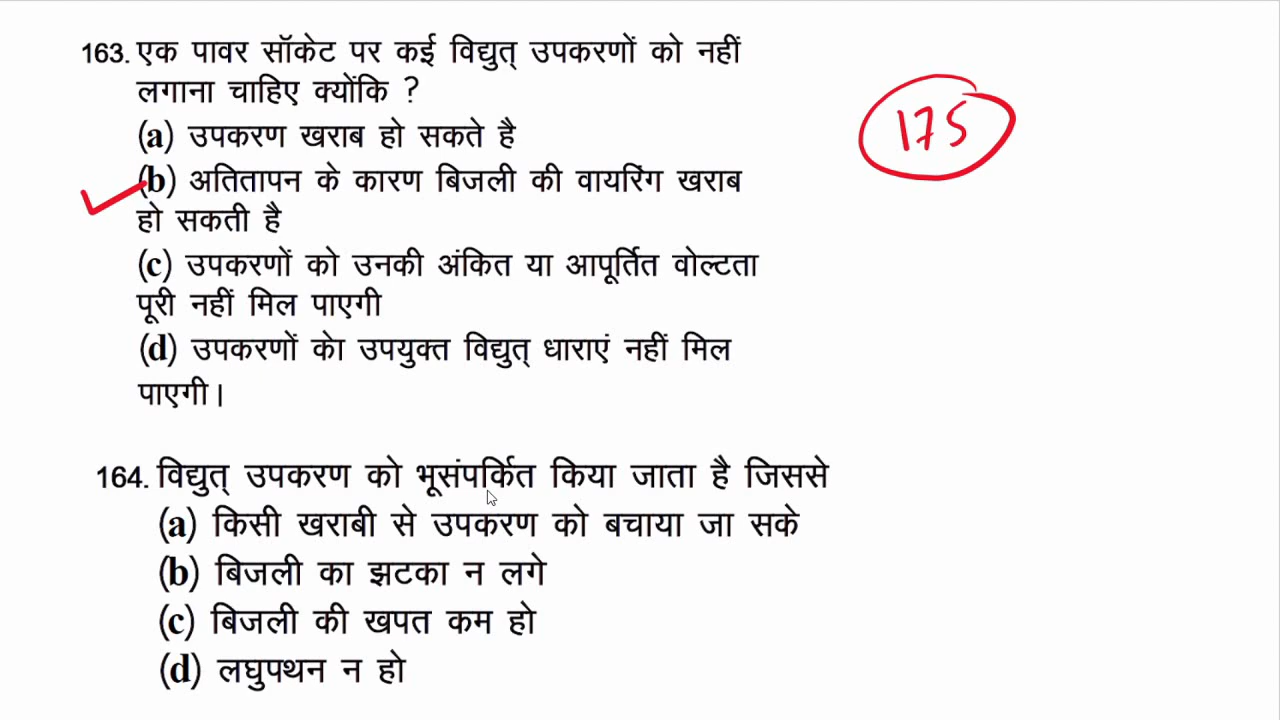 163. एक पावर सॉकेट पर कई विद्युत् उपकरणों को नहीं
लगाना चाहिए क्योंकि ?
(a) उपकरण खराब हो सकते है
(b) अतितापन के कारण बिजली की वायरिंग खराब
हो सकती है
(c) उपकरणों को उनकी अंकित या आपूर्तित वोल्टता
पूरी नहीं मिल पाएगी
(d) उपकरणों केा उपयुक्त विद्युत् धाराएं नहीं मिल
पाएगी।
175
164. विद्युत् उपकरण को भूसंपर्कित किया जाता है जिससे
(a) किसी खराबी से उपकरण को बचाया जा सके
(b) बिजली का झटका न लगे
(c) बिजली की खपत कम हो
(d) लघुपथन न हो